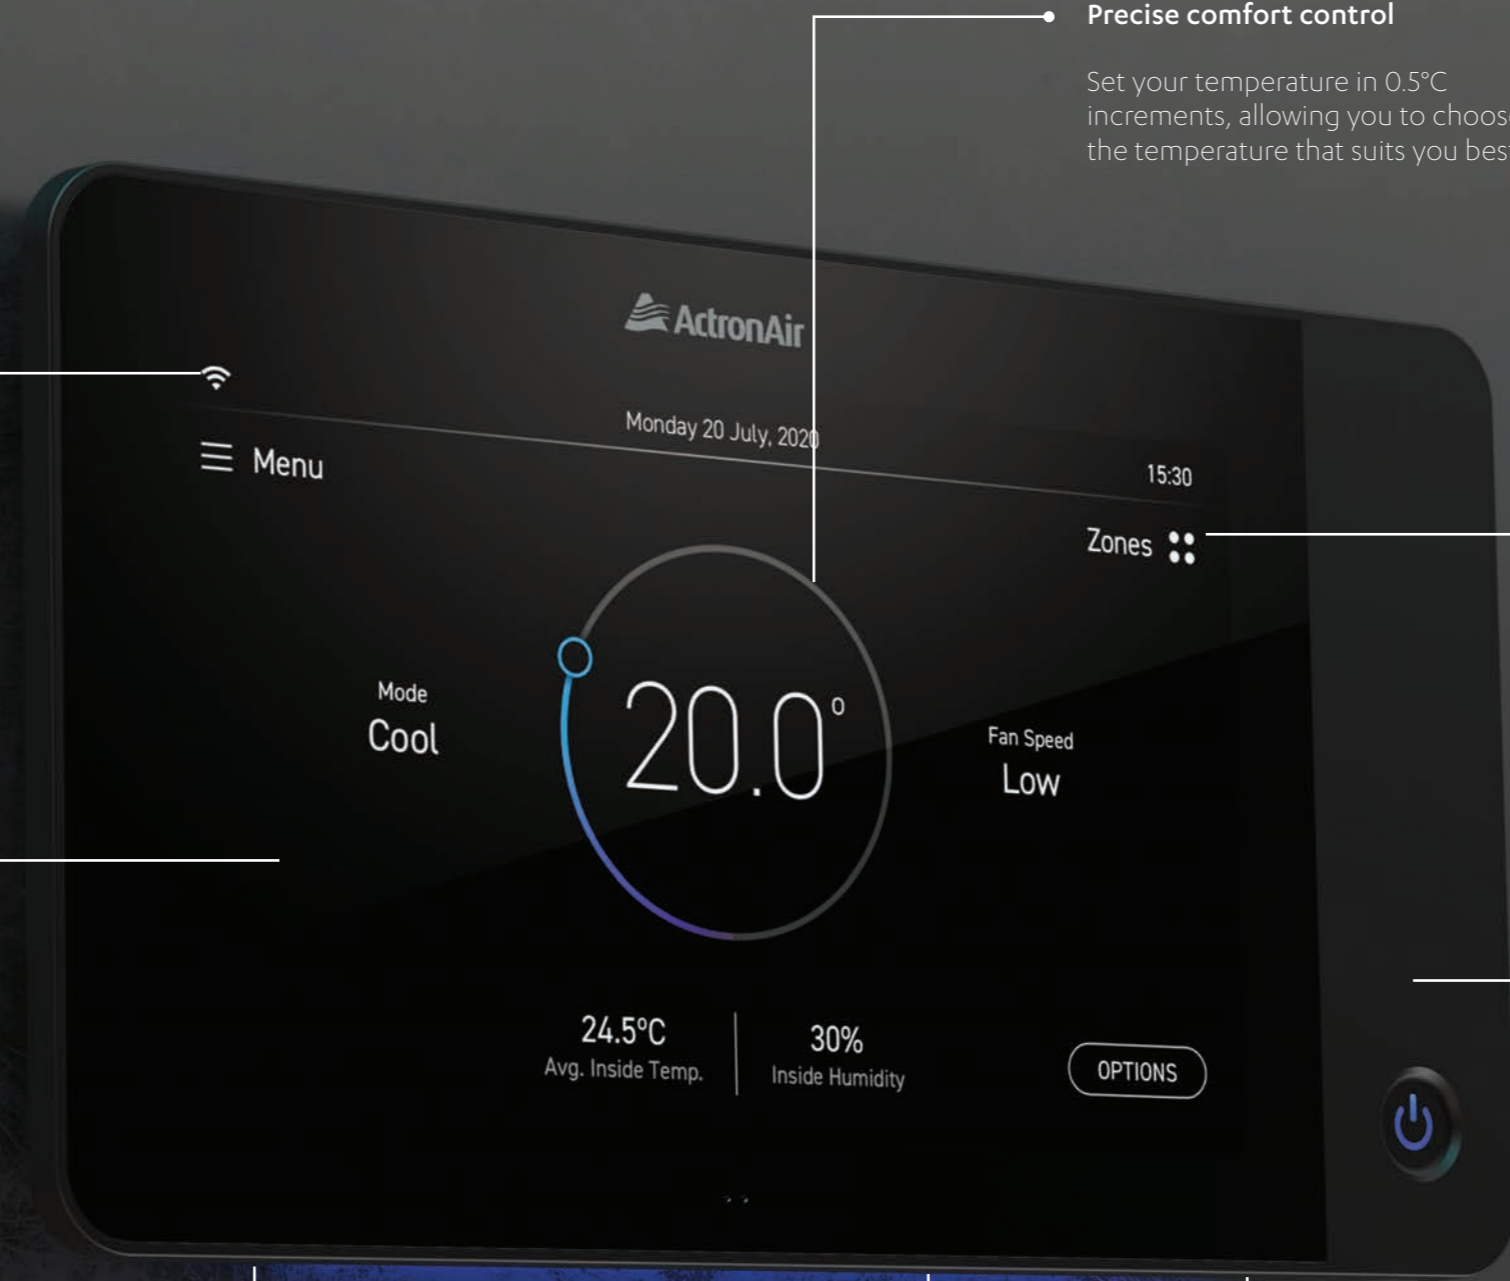 Precise comfort control
Set your temperature in 0.5°C
increments, allowing you to choose
the temperature that suits you best
ActronAir
Monday 20 July, 2020
15:30
Menu
Zones
Mode
Cool
20.0°
Fan Speed
Low
24.5°C
Avg. Inside Temp.
30%
Inside Humidity
OPTIONS